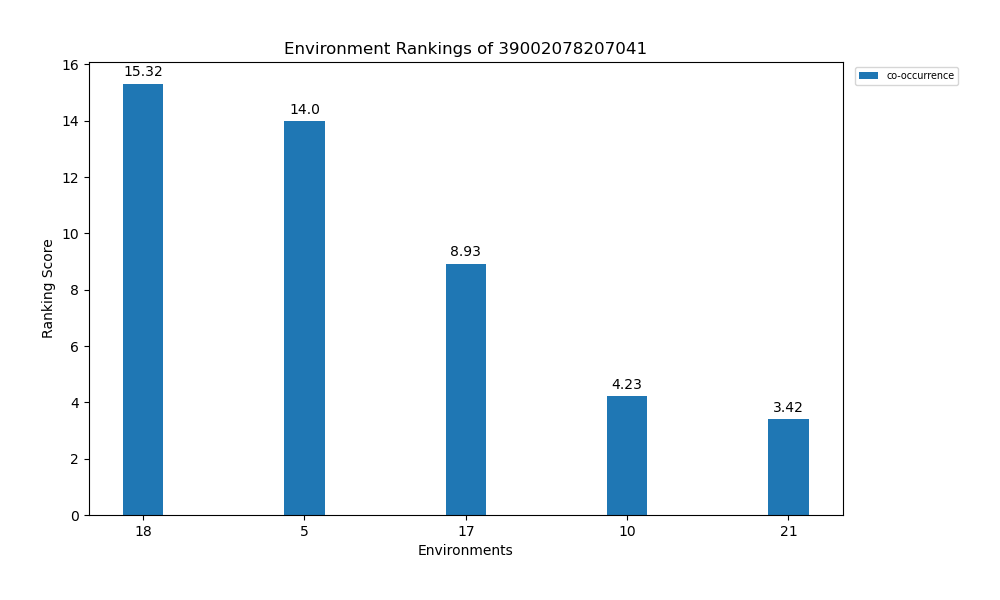 Environment Rankings of 39002078207041
co-occurrence
Ranking Score
16
14
12
10
8
6
4
2
0
15.32
14.0
8.93
4.23
3.42
18 5 17 10 21
Environments